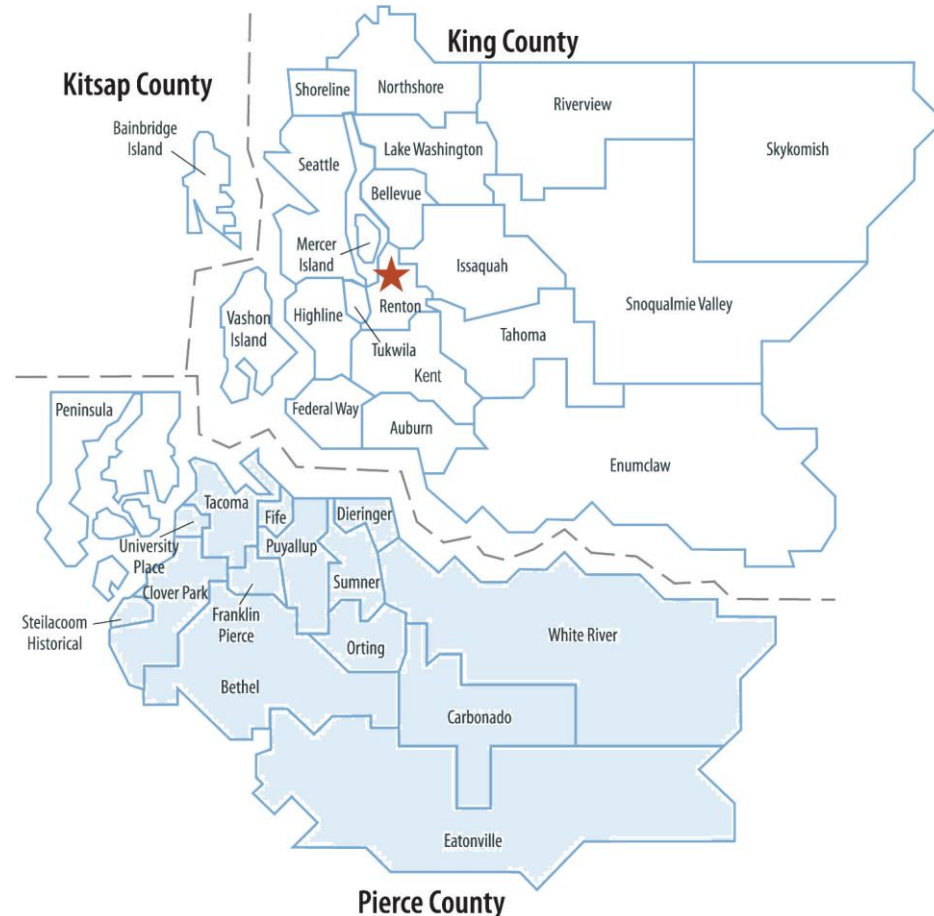 King County
Kitsap County
Shoreline
Northshore
Riverview
Bainbridge
Island
Seattle
Lake Washington
Skykomish
Bellevue
Mercer
Island
Issaquah
Renton
Snoqualmie Valley
Vashon
Island
Highline
Tukwila
Tahoma
Kent
Federal Way
Auburn
Peninsula
Enumclaw
Tacoma
Fife
Dieringer
University
Place
Puyallup
Sumner
Clover Park
Steilacoom
Historical
Franklin
Pierce
Orting
White River
Bethel
Carbonado
Eatonville
Pierce County